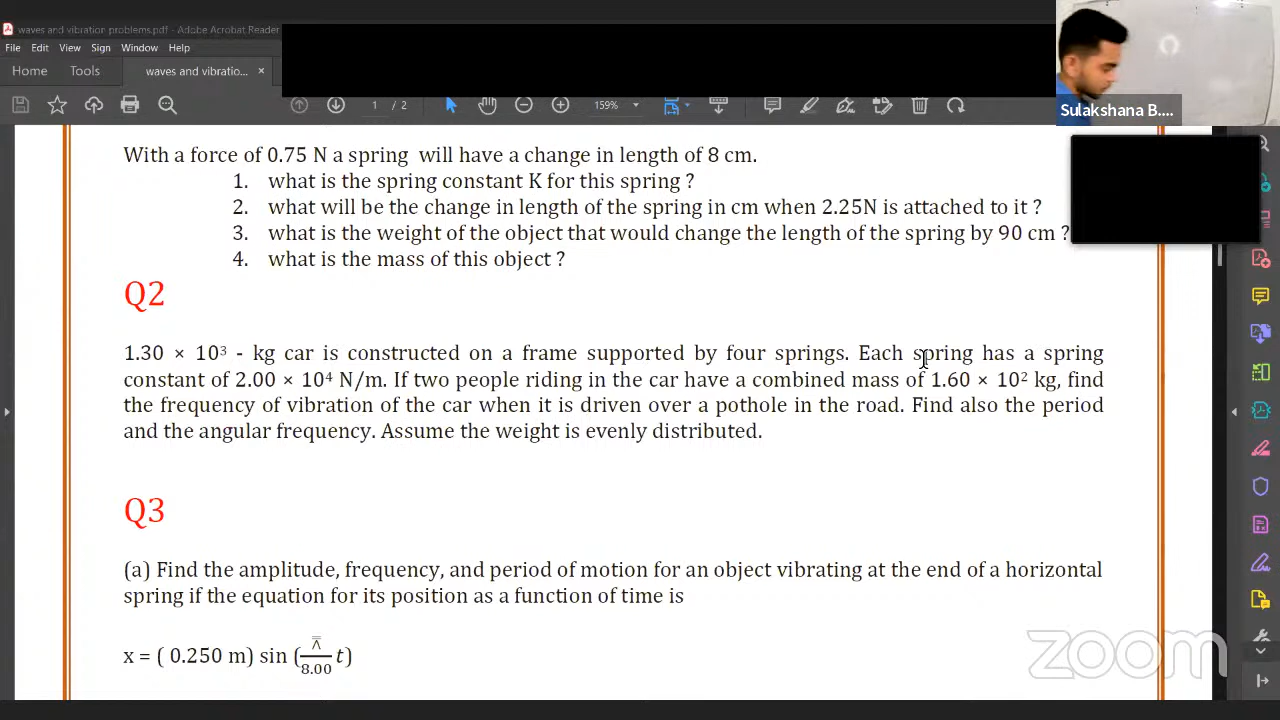 waves and vibration problems.pdf - Adobe Acrobat Reader
File Edit View Sign Window Help
Home Tools waves and vibratio... ×
1 / 2 159%
Sulakshana B....
With a force of 0.75 N a spring will have a change in length of 8 cm.
1. what is the spring constant K for this spring ?
2. what will be the change in length of the spring in cm when 2.25N is attached to it ?
3. what is the weight of the object that would change the length of the spring by 90 cm ?
4. what is the mass of this object ?
Q2
1.30 × 10³ - kg car is constructed on a frame supported by four springs. Each spring has a spring
constant of 2.00 × 10⁴ N/m. If two people riding in the car have a combined mass of 1.60 × 10² kg, find
the frequency of vibration of the car when it is driven over a pothole in the road. Find also the period
and the angular frequency. Assume the weight is evenly distributed.
Q3
(a) Find the amplitude, frequency, and period of motion for an object vibrating at the end of a horizontal
spring if the equation for its position as a function of time is
x = ( 0.250 m) sin (⩞/8.00 t)
zoom